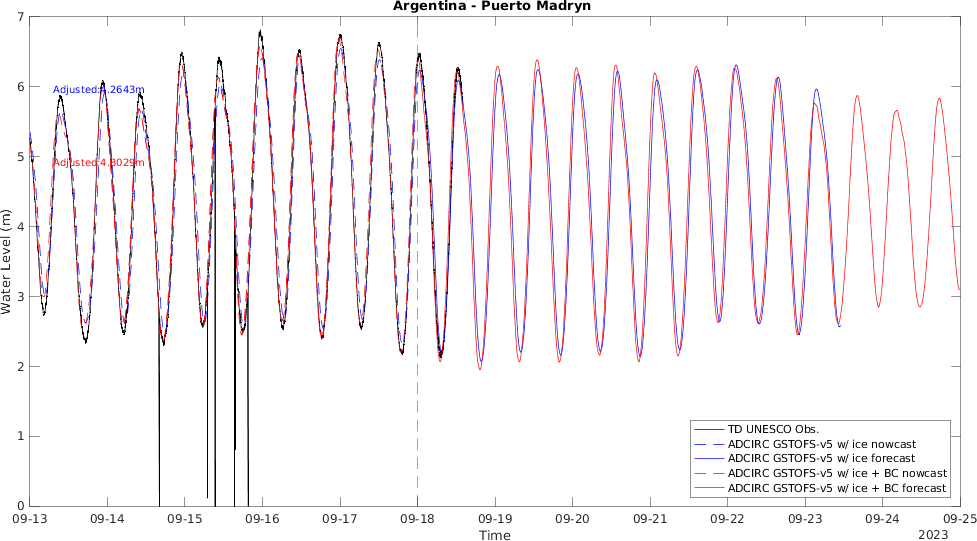 Argentina - Puerto Madryn
7
6
5
4
3
2
1
0
Water Level (m)
Adjusted:4.2643m
Adjusted:4.3029m
TD UNESCO Obs.
ADCIRC GSTOFS-v5 w/ ice nowcast
ADCIRC GSTOFS-v5 w/ ice forecast
ADCIRC GSTOFS-v5 w/ ice + BC nowcast
ADCIRC GSTOFS-v5 w/ ice + BC forecast
09-13 09-14 09-15 09-16 09-17 09-18 09-19 09-20 09-21 09-22 09-23 09-24 09-25
Time
2023